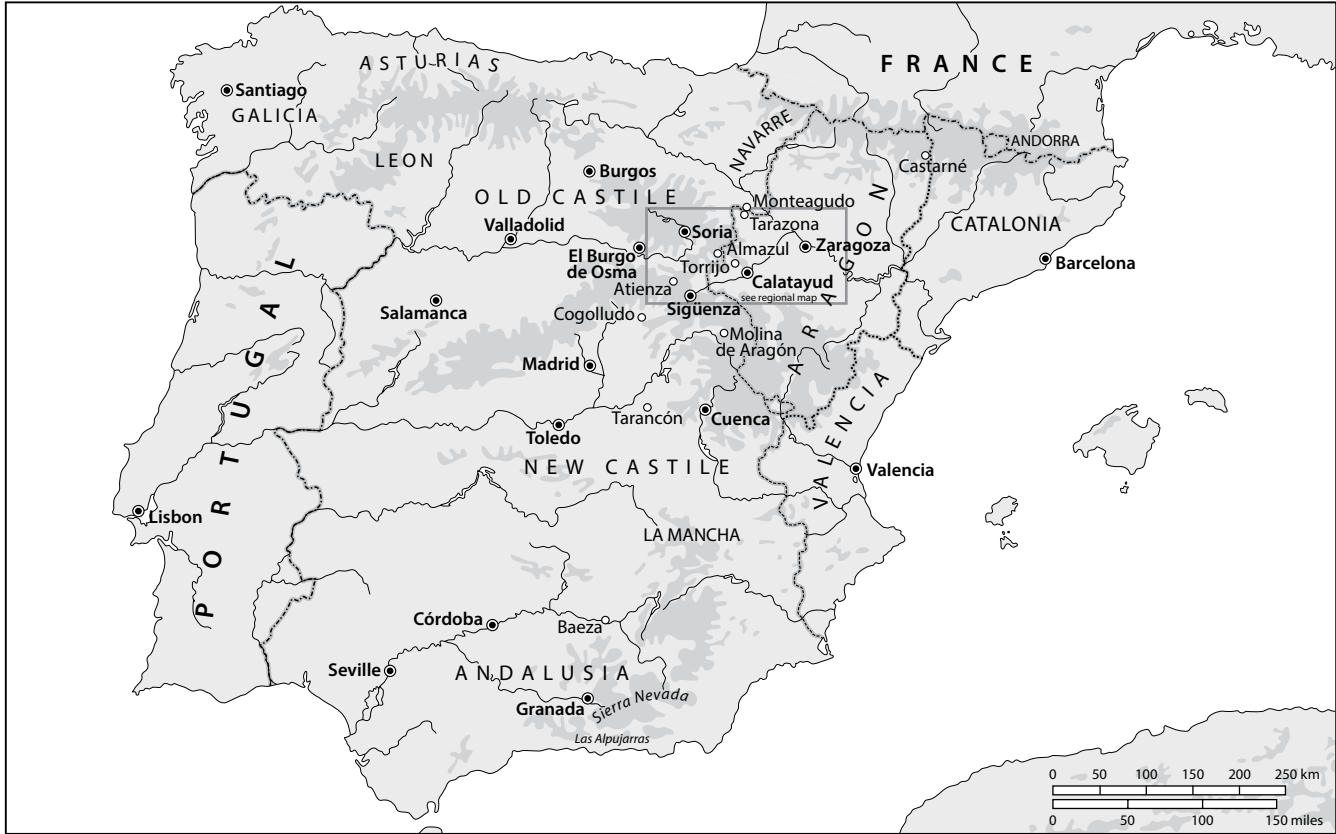 FRANCE
ASTURIAS
Santiago
GALICIA
NAVARRE
ANDORRA
LEON
Castarné
Burgos
OLD CASTILE
Monteagudo
Tarazona
CATALONIA
Valladolid
Soria
Almazul
Zaragoza
El Burgo
de Osma
Torrijo
Calatayud
see regional map
Barcelona
Atienza
Sigüenza
ARAGON
Salamanca
Cogolludo
Molina
de Aragón
PORTUGAL
Madrid
Tarancón
Cuenca
Toledo
VALENCIA
NEW CASTILE
Valencia
Lisbon
LA MANCHA
Córdoba
Baeza
Seville
ANDALUSIA
Granada
Sierra Nevada
Las Alpujarras
0 50 100 150 200 250 km
0 50 100 150 miles